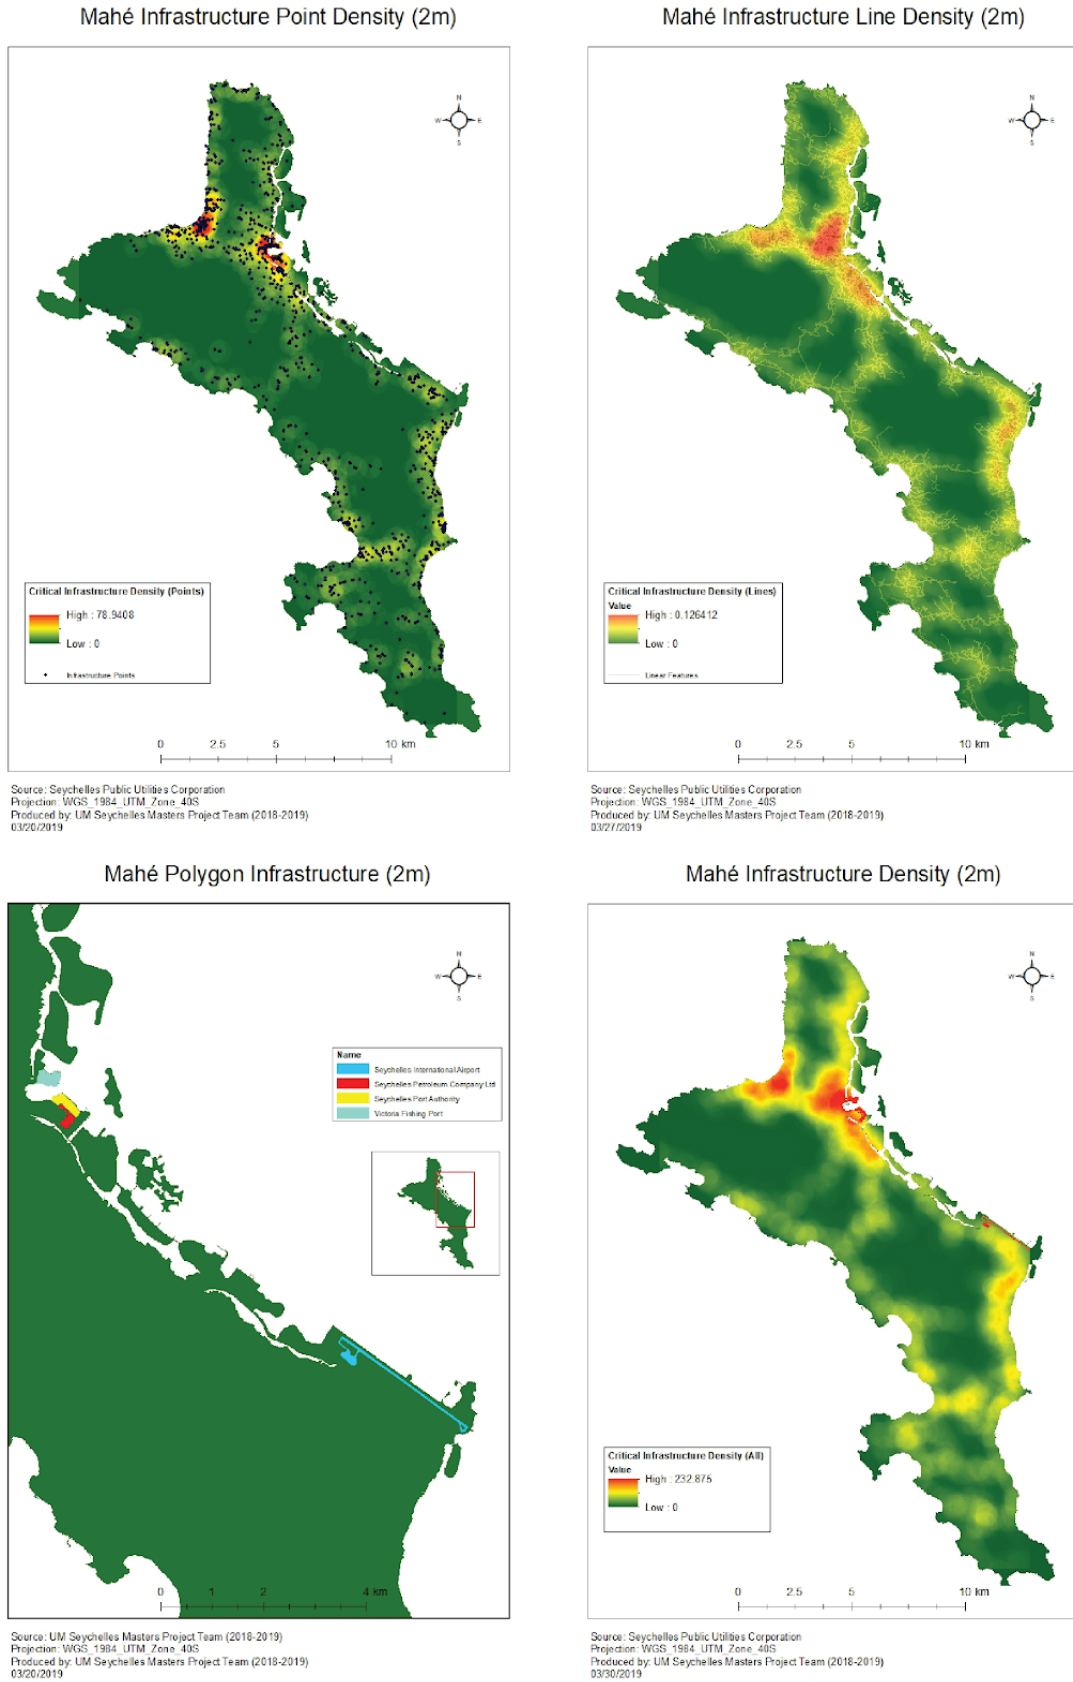 Mahé Infrastructure Point Density (2m)
N
W
E
S
Critical Infrastructure Density (Points)
High : 78.9408
Low : 0
Infrastructure Points
0 2.5 5 10 km
Source: Seychelles Public Utilities Corporation
Projection: WGS_1984_UTM_Zone_40S
Produced by: UM Seychelles Masters Project Team (2018-2019)
03/20/2019
Mahé Infrastructure Line Density (2m)
N
W
E
S
Critical Infrastructure Density (Lines)
Value
High : 0.126412
Low : 0
Linear Features
0 2.5 5 10 km
Source: Seychelles Public Utilities Corporation
Projection: WGS_1984_UTM_Zone_40S
Produced by: UM Seychelles Masters Project Team (2018-2019)
03/27/2019
Mahé Polygon Infrastructure (2m)
N
W
E
S
Name
Seychelles International Airport
Seychelles Petroleum Company Ltd
Seychelles Port Authority
Victoria Fishing Port
0 1 2 4 km
Source: UM Seychelles Masters Project Team (2018-2019)
Projection: WGS_1984_UTM_Zone_40S
Produced by: UM Seychelles Masters Project Team (2018-2019)
03/20/2019
Mahé Infrastructure Density (2m)
N
W
E
S
Critical Infrastructure Density (All)
Value
High : 232.875
Low : 0
0 2.5 5 10 km
Source: Seychelles Public Utilities Corporation
Projection: WGS_1984_UTM_Zone_40S
Produced by: UM Seychelles Masters Project Team (2018-2019)
03/30/2019